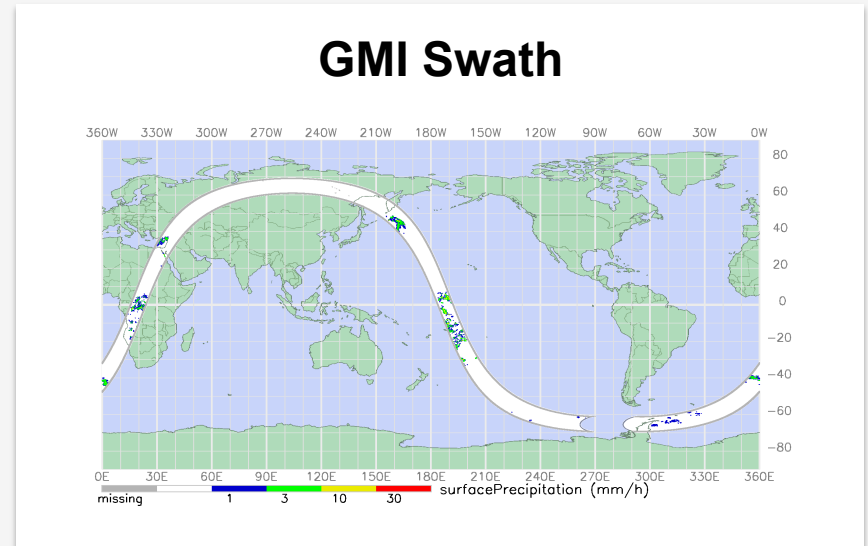 GMI Swath
360W 330W 300W 270W 240W 210W 180W 150W 120W 90W 60W 30W 0W
80
60
40
20
0
-20
-40
-60
-80
0E 30E 60E 90E 120E 150E 180E 210E 240E 270E 300E 330E 360E
missing 1 3 10 30 surfacePrecipitation (mm/h)